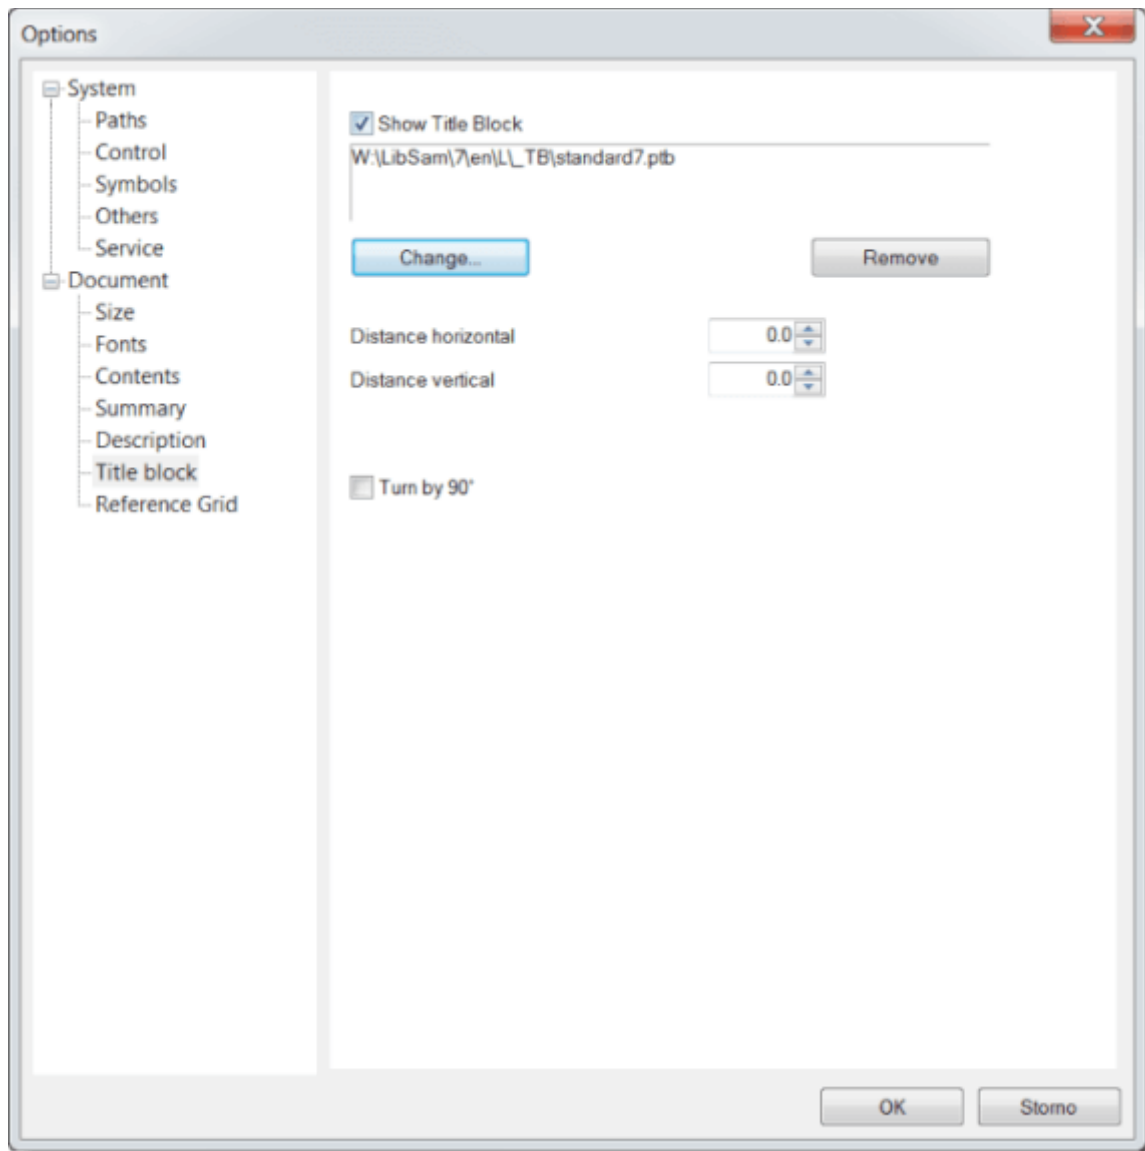 Options
System
Paths
Control
Symbols
Others
Service
Document
Size
Fonts
Contents
Summary
Description
Title block
Reference Grid
Show Title Block
W:\LibSam\7\en\L\_TB\standard7.ptb
Change... Remove
Distance horizontal 0.0
Distance vertical 0.0
Turn by 90°
OK Storno